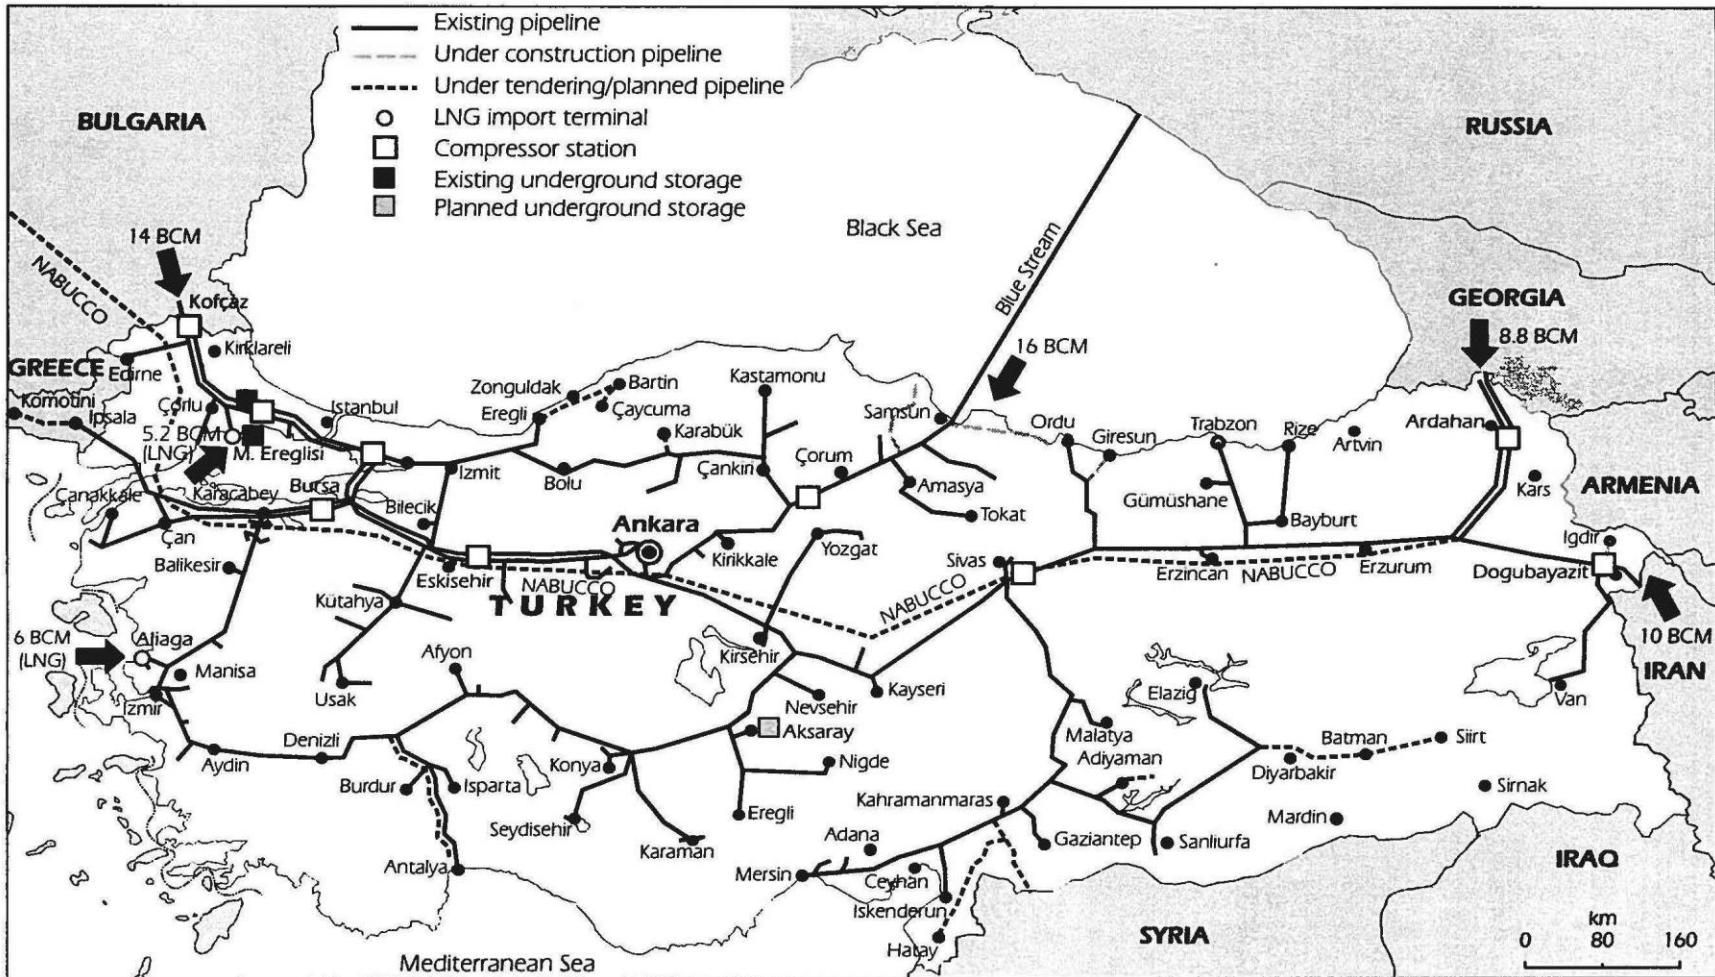 Existing pipeline
Under construction pipeline
Under tendering/planned pipeline
LNG import terminal
Compressor station
Existing underground storage
Planned underground storage
BULGARIA
RUSSIA
Black Sea
Blue Stream
14 BCM
NABUCCO
Kofçaz
GEORGIA
8.8 BCM
16 BCM
Kirklareli
GREECE
Edirne
Komotini
Ipsala
Çorlu
Istanbul
5.2 BCM
(LNG)
M. Ereglisi
Zonguldak
Bartin
Eregli
Çaycuma
Kastamonu
Karabük
Samsun
Ordu
Giresun
Trabzon
Rize
Artvin
Ardahan
Kars
ARMENIA
Igdir
Çanakkale
Karacabey
Bursa
Bilecik
Izmit
Bolu
Çankiri
Çorum
Amasya
Tokat
Gümüshane
Bayburt
Çan
Ankara
Kirikkale
Yozgat
Sivas
Balikesir
Eskisehir
NABUCCO
TURKEY
NABUCCO
Erzincan
NABUCCO
Erzurum
Dogubayazit
10 BCM
IRAN
Kütahya
6 BCM
(LNG)
Aliaga
Manisa
Izmir
Usak
Afyon
Kirsehir
Kayseri
Nevsehir
Aksaray
Elazig
Van
Malatya
Batman
Siirt
Aydin
Denizli
Konya
Nigde
Adiyaman
Diyarbakir
Burdur
Isparta
Seydisehir
Eregli
Kahramanmaras
Sirnak
Mardin
Karaman
Adana
Gaziantep
Sanliurfa
Antalya
Mersin
Ceyhan
Iskenderun
Hatay
IRAQ
SYRIA
Mediterranean Sea
km
0 80 160